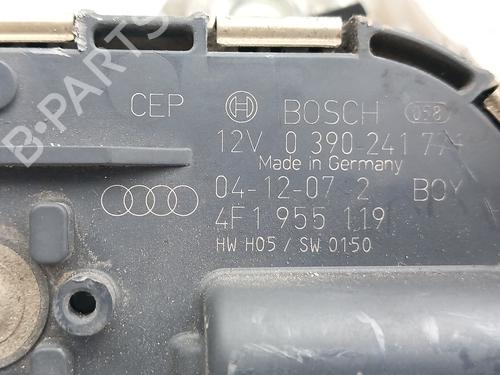 CEP BOSCH 058
12V 0 390 241
Made in Germany
04-12-07 2 BOY
4F1 955 119
HW H05 / SW 0150
B-PARTS